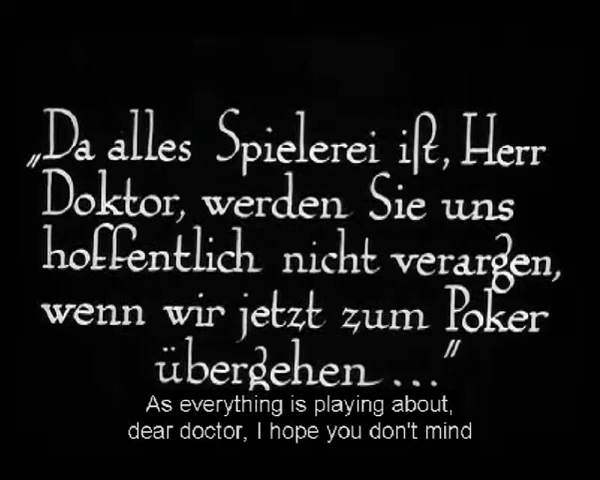 „Da alles Spielerei iſt, Herr
Doktor, werden Sie uns
hoffentlich nicht verargen,
wenn wir jetzt zum Poker
übergehen ..."
As everything is playing about,
dear doctor, I hope you don't mind